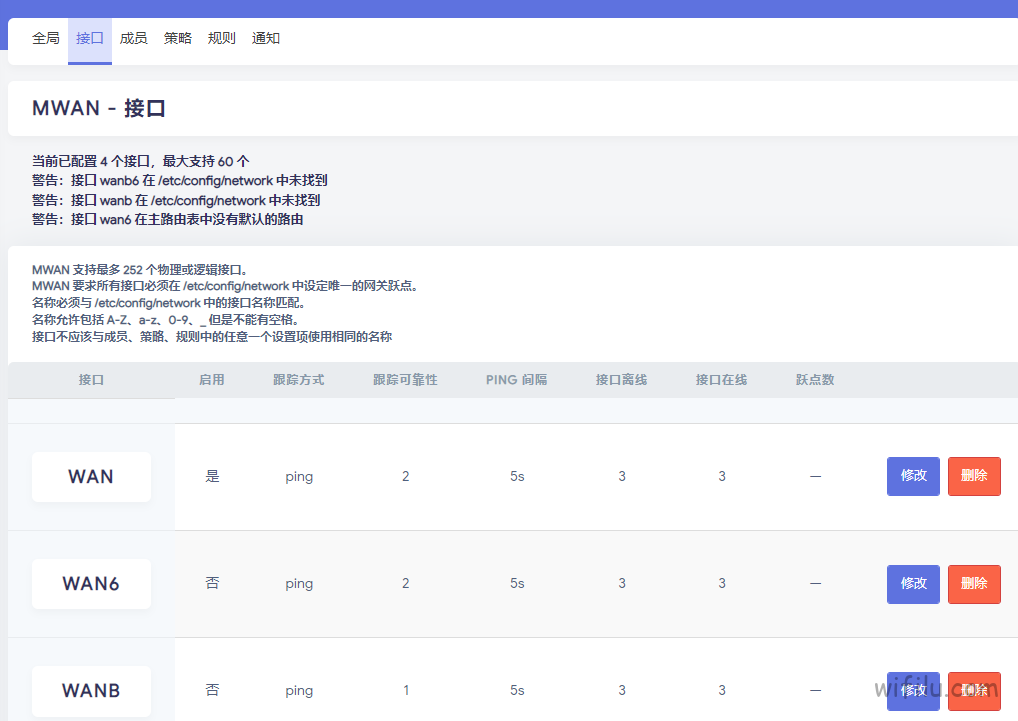 全局 接口 成员 策略 规则 通知
MWAN - 接口
当前已配置 4 个接口，最大支持 60 个
警告：接口 wanb6 在 /etc/config/network 中未找到
警告：接口 wanb 在 /etc/config/network 中未找到
警告：接口 wan6 在主路由表中没有默认的路由
MWAN 支持最多 252 个物理或逻辑接口。
MWAN 要求所有接口必须在 /etc/config/network 中设定唯一的网关跃点。
名称必须与 /etc/config/network 中的接口名称匹配。
名称允许包括 A-Z、a-z、0-9、_ 但是不能有空格。
接口不应该与成员、策略、规则中的任意一个设置项使用相同的名称
接口 启用 跟踪方式 跟踪可靠性 PING 间隔 接口离线 接口在线 跃点数
WAN 是 ping 2 5s 3 3 — 修改 删除
WAN6 否 ping 2 5s 3 3 — 修改 删除
WANB 否 ping 1 5s 3 3 — 修改 删除
wifilu.com